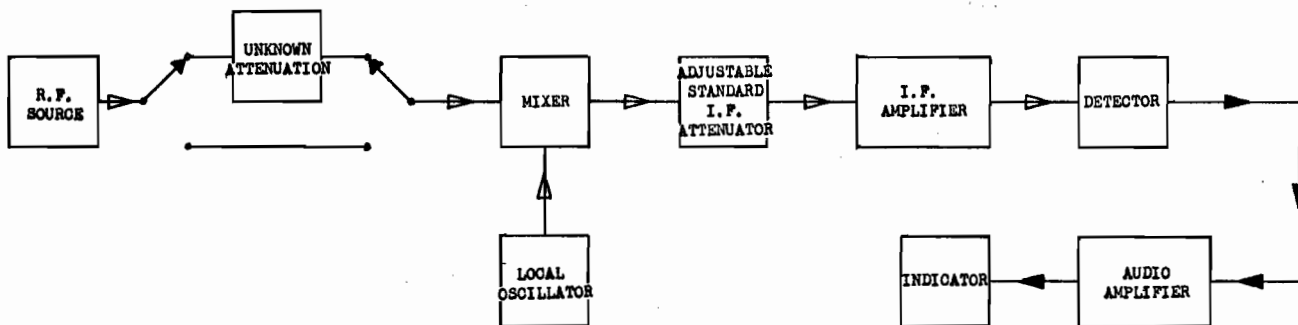 R.F.
SOURCE
UNKNOWN
ATTENUATION
MIXER
LOCAL
OSCILLATOR
ADJUSTABLE
STANDARD
I.F.
ATTENUATOR
I.F.
AMPLIFIER
DETECTOR
INDICATOR
AUDIO
AMPLIFIER